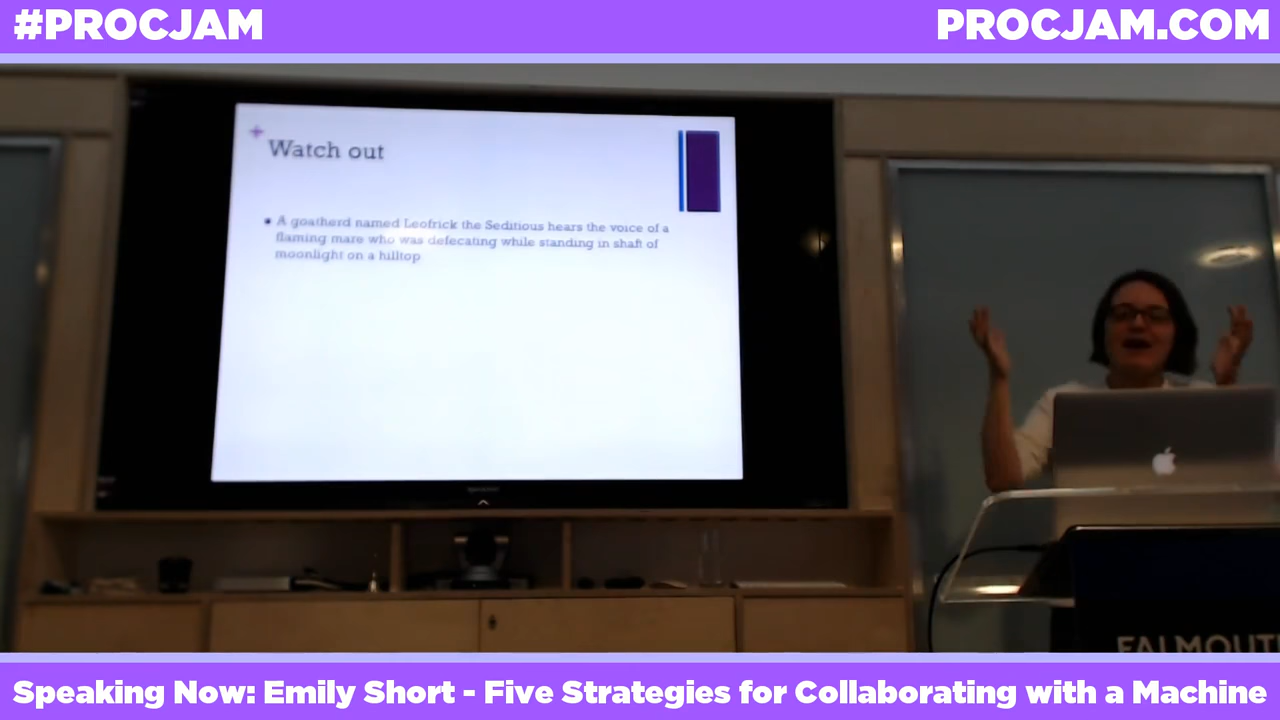 #PROCJAM
PROCJAM.COM
+
Watch out
• A goatherd named Leofrick the Seditious hears the voice of a
flaming mare who was defecating while standing in shaft of
moonlight on a hilltop
FALMOUT
Speaking Now: Emily Short - Five Strategies for Collaborating with a Machine